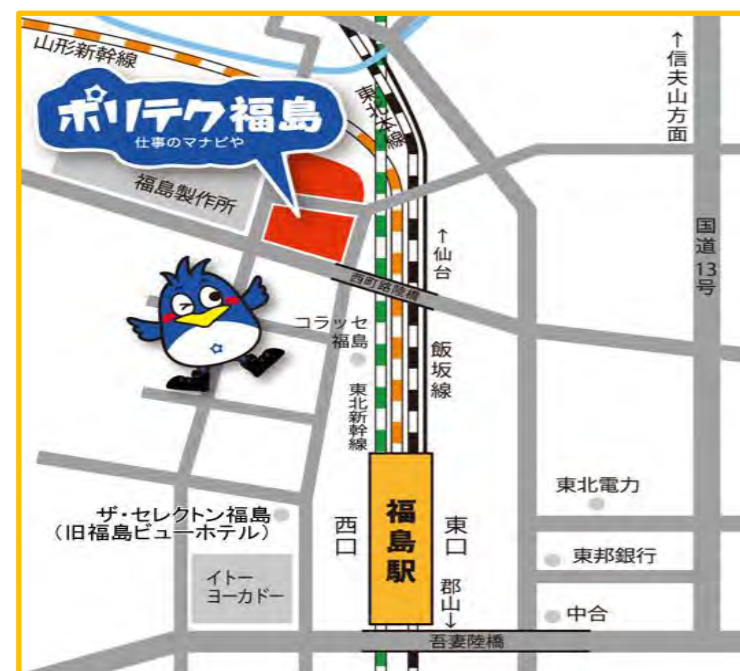 山形新幹線
ポリテク福島
仕事のマナビや
福島製作所
東北本線
↑信夫山方面
国道13号
↑仙台
西町跨線橋
コラッセ
福島
飯坂線
東北新幹線
東北電力
ザ・セレクトン福島
(旧福島ビューホテル)
西口
福島駅
東口
東邦銀行
イトー
ヨーカドー
郡山↓
中合
吾妻陸橋